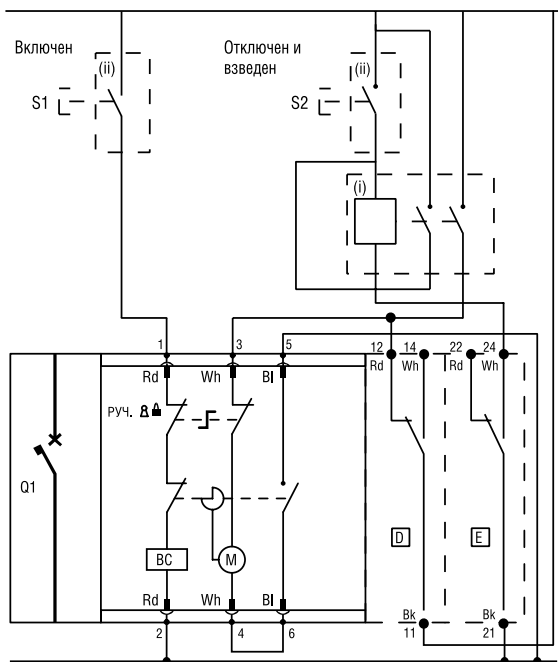 Включен
Отключен и
взведен
(ii)
(ii)
S1
S2
(i)
1
3
5
12
14
22
24
Rd
Wh
Rd
Wh
Rd
Wh
Bl
РУЧ.
Q1
D
E
BC
M
Rd
Wh
Bl
Bk
Bk
2
4
6
11
21